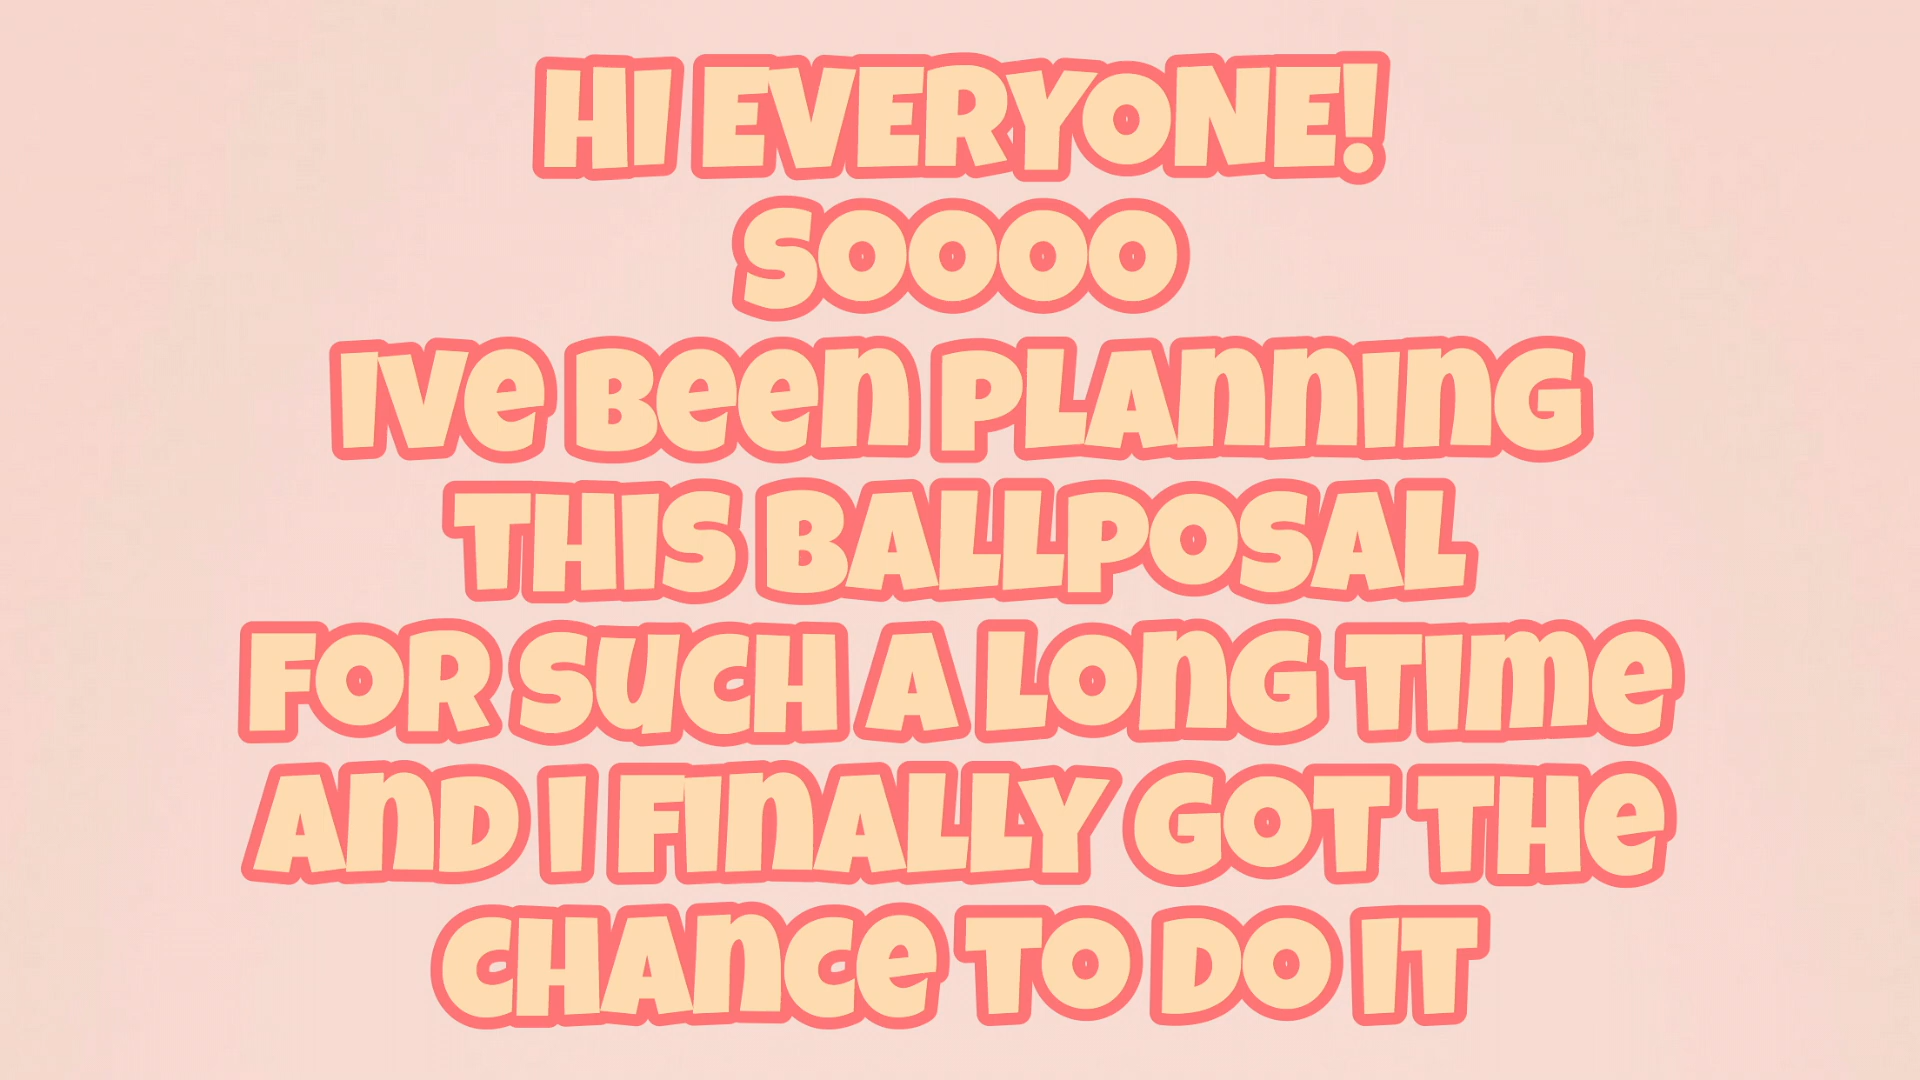 HI EVERYONE!
SOOOO
IVE BEEN PLANNING
THIS BALLPOSAL
FOR SUCH A LONG TIME
AND I FINALLY GOT THE
CHANCE TO DO IT